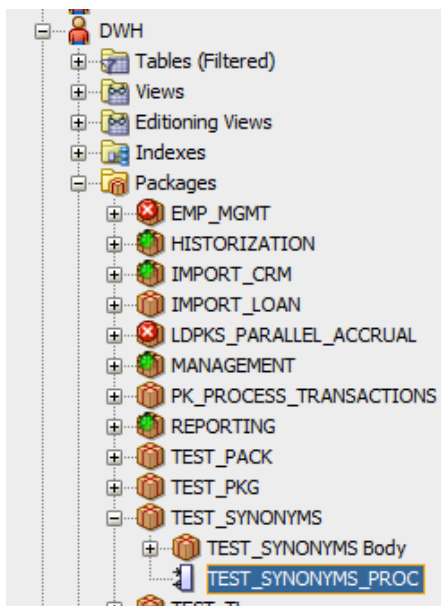 DWH
Tables (Filtered)
Views
Editioning Views
Indexes
Packages
EMP_MGMT
HISTORIZATION
IMPORT_CRM
IMPORT_LOAN
LDPKS_PARALLEL_ACCRUAL
MANAGEMENT
PK_PROCESS_TRANSACTIONS
REPORTING
TEST_PACK
TEST_PKG
TEST_SYNONYMS
TEST_SYNONYMS Body
TEST_SYNONYMS_PROC